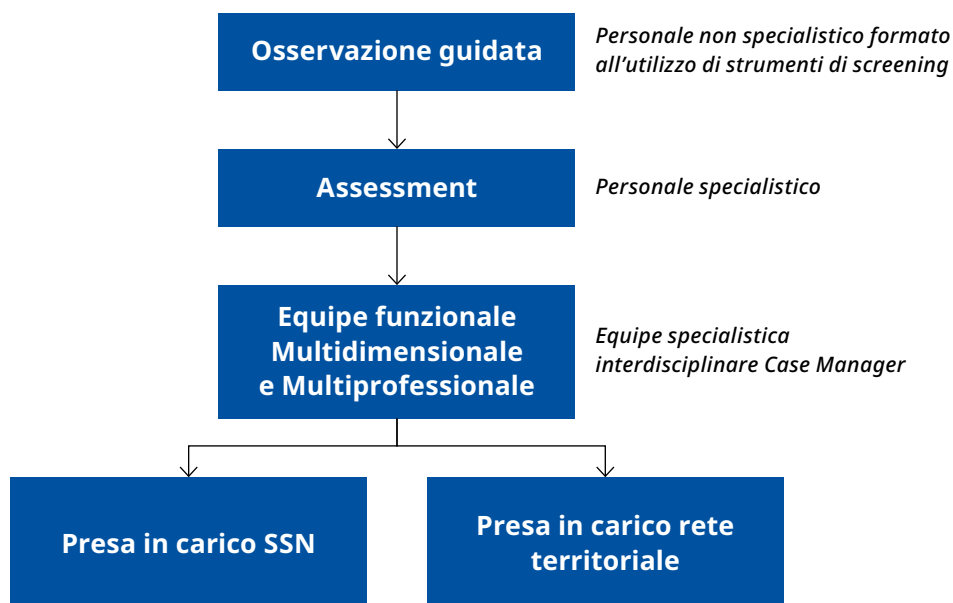 Osservazione guidata
Personale non specialistico formato
all’utilizzo di strumenti di screening
Assessment
Personale specialistico
Equipe funzionale
Multidimensionale
e Multiprofessionale
Equipe specialistica
interdisciplinare Case Manager
Presa in carico SSN
Presa in carico rete
territoriale